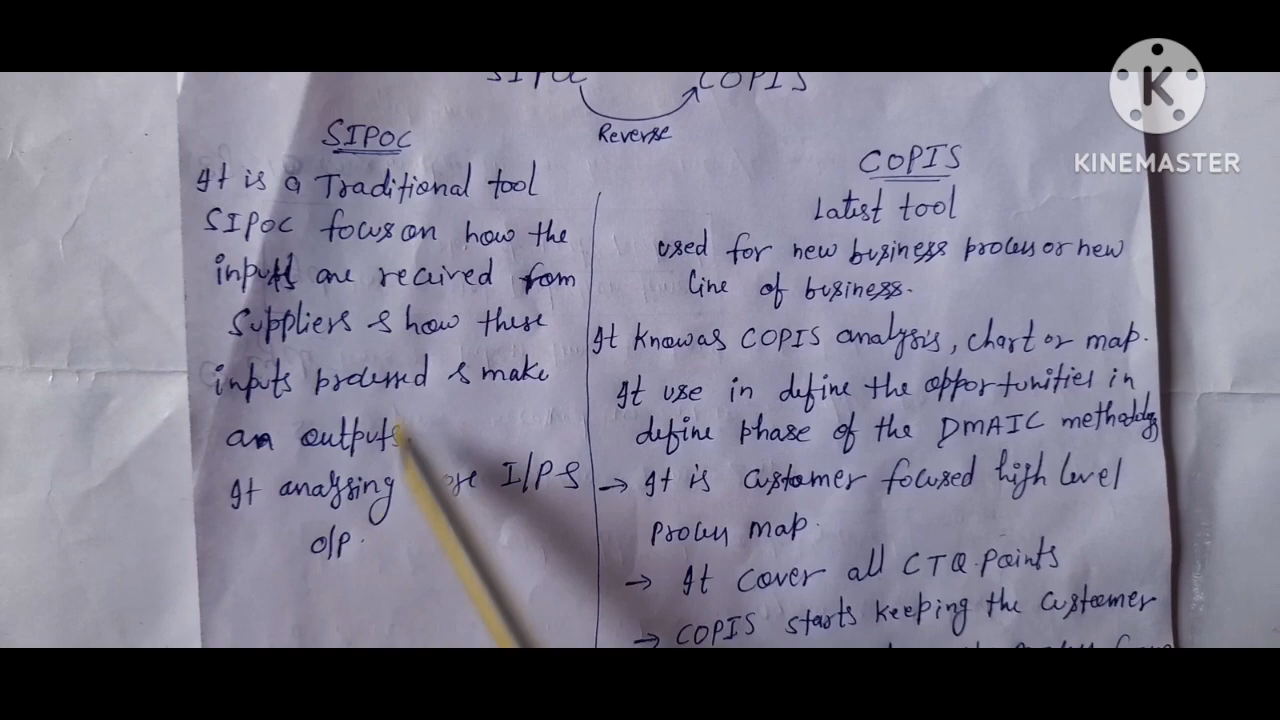 SIPOC
COPIS
Reverse
SIPOC
It is a Traditional tool
SIPOC focus on how the
inputs are recived from
Suppliers & how these
inputs & make
an outputs.
It analysing I/P &
O/P.
COPIS
Latest tool
used for new business process or new
line of business.
It know as COPIS analysis, chart or map.
It use in define the opportunities in
define phase of the DMAIC methodology
→ It is customer focused high level
process map.
→ It cover all CTQ points
→ COPIS starts keeping the customer
K
KINEMASTER